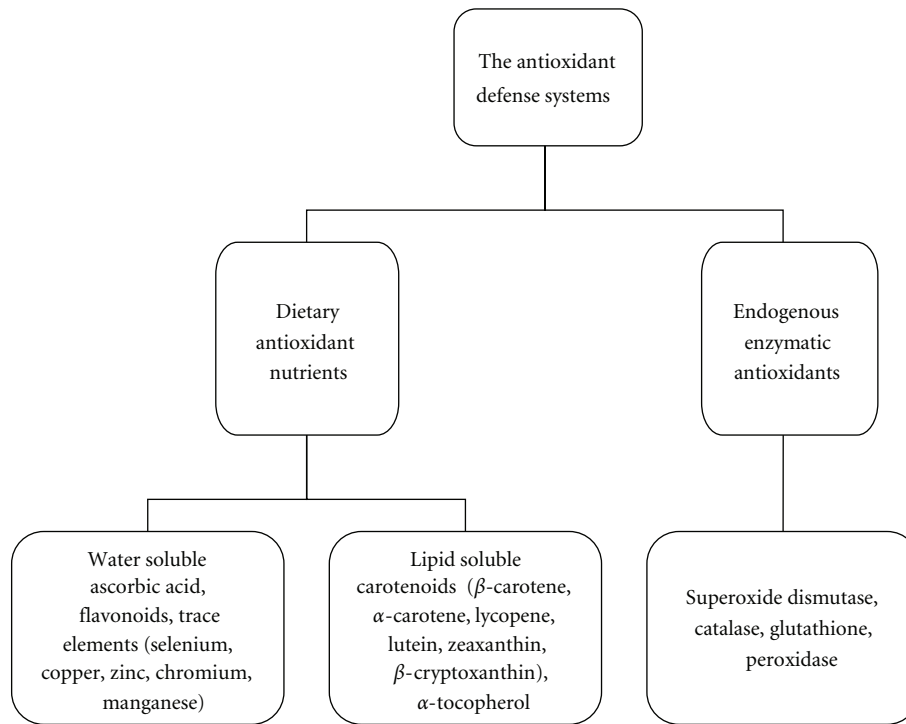 The antioxidant
defense systems
Dietary
antioxidant
nutrients
Endogenous
enzymatic
antioxidants
Water soluble
ascorbic acid,
flavonoids, trace
elements (selenium,
copper, zinc, chromium,
manganese)
Lipid soluble
carotenoids (β-carotene,
α-carotene, lycopene,
lutein, zeaxanthin,
β-cryptoxanthin),
α-tocopherol
Superoxide dismutase,
catalase, glutathione,
peroxidase